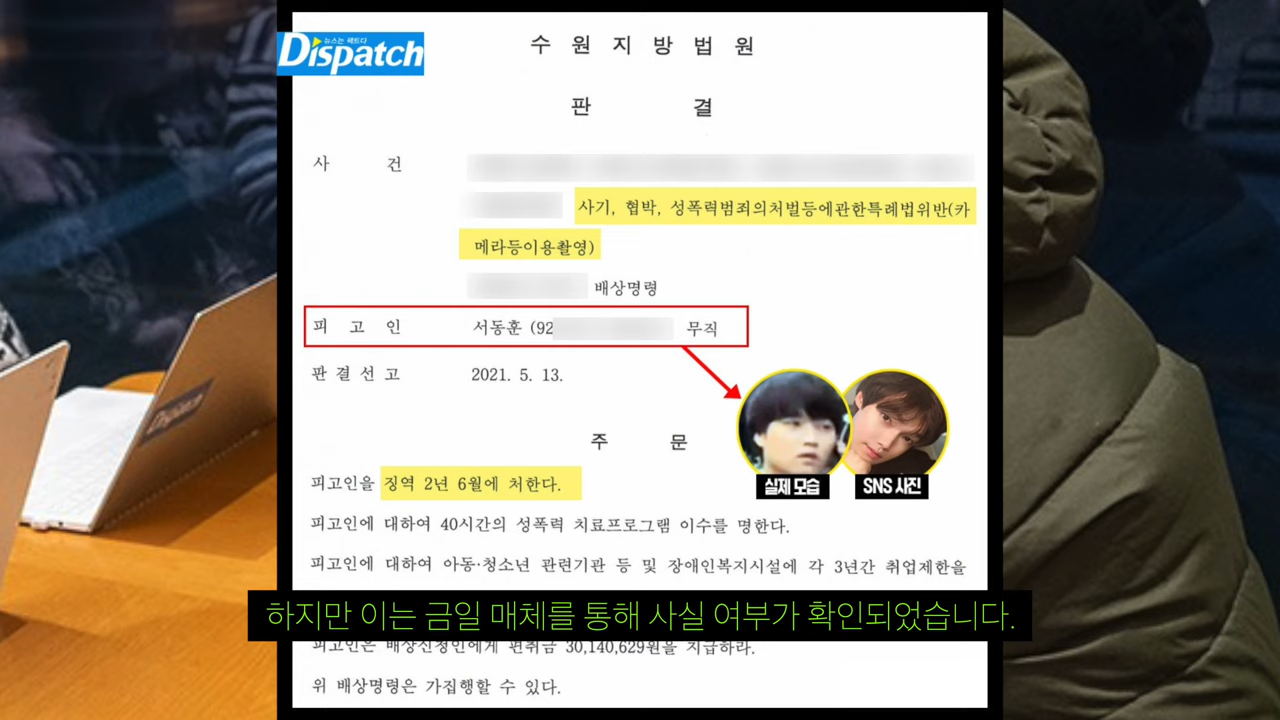 뉴스는 팩트다
Dispatch
수 원 지 방 법 원
판 결
사 건
사기, 협박, 성폭력범죄의처벌등에관한특례법위반(카
메라등이용촬영)
배상명령
피 고 인 서동훈 (92 무직
판 결 선 고 2021. 5. 13.
주 문
피고인을 징역 2년 6월에 처한다.
실제 모습 SNS 사진
피고인에 대하여 40시간의 성폭력 치료프로그램 이수를 명한다.
피고인에 대하여 아동·청소년 관련기관 등 및 장애인복지시설에 각 3년간 취업제한을
하지만 이는 금일 매체를 통해 사실 여부가 확인되었습니다.
피고인은 배상신청인에게 편취금 30,140,629원을 지급하라.
위 배상명령은 가집행할 수 있다.
Dispatch